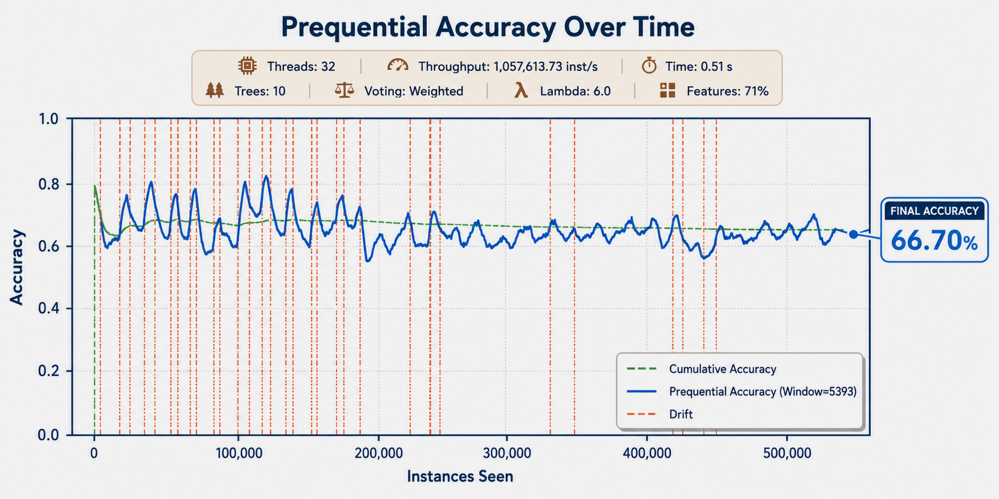 Prequential Accuracy Over Time
Threads: 32 | Throughput: 1,057,613.73 inst/s | Time: 0.51 s
Trees: 10 | Voting: Weighted | λ Lambda: 6.0 | Features: 71%
1.0
0.8
0.6
0.4
0.2
0.0
Accuracy
FINAL ACCURACY
66.70%
Cumulative Accuracy
Prequential Accuracy (Window=5393)
Drift
0 100,000 200,000 300,000 400,000 500,000
Instances Seen